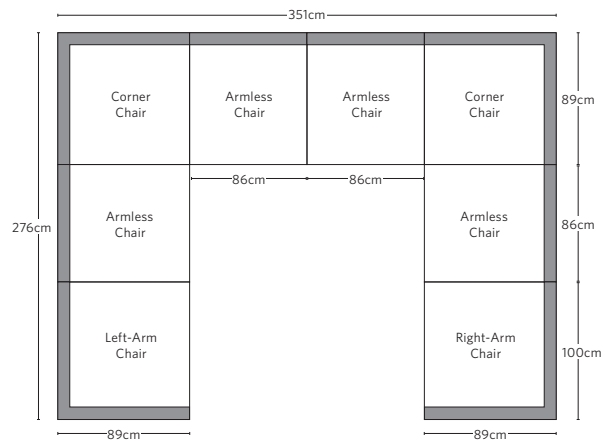 351cm
Corner
Chair
Armless
Chair
Armless
Chair
Corner
Chair
89cm
86cm
86cm
276cm
Armless
Chair
Armless
Chair
86cm
Left-Arm
Chair
Right-Arm
Chair
100cm
89cm
89cm